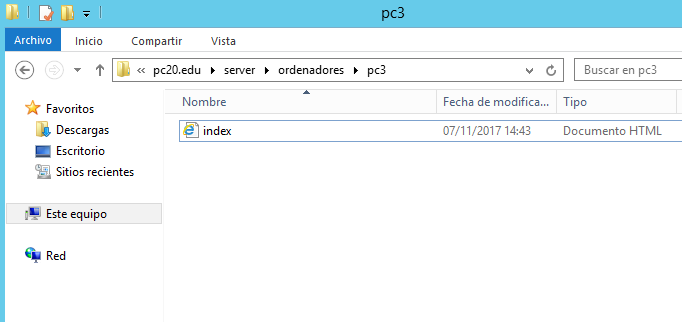 pc3
Archivo Inicio Compartir Vista
« pc20.edu server ordenadores pc3 Buscar en pc3
Nombre Fecha de modifica... Tipo
index 07/11/2017 14:43 Documento HTML
Favoritos
Descargas
Escritorio
Sitios recientes
Este equipo
Red